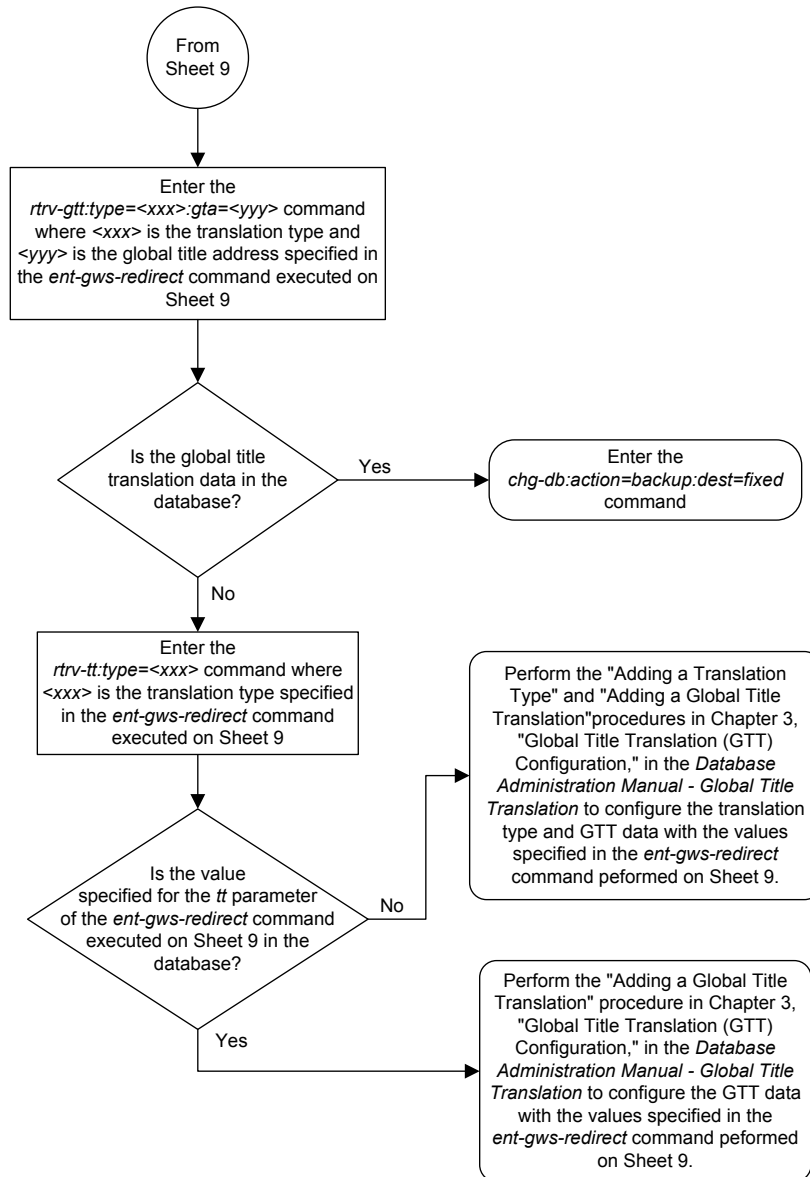 From
Sheet 9
Enter the
rtrv-gtt:type=<xxx>:gta=<yyy> command
where <xxx> is the translation type and
<yyy> is the global title address specified in
the ent-gws-redirect command executed on
Sheet 9
Is the global title
translation data in the
database?
Yes
Enter the
chg-db:action=backup:dest=fixed
command
No
Enter the
rtrv-tt:type=<xxx> command where
<xxx> is the translation type specified
in the ent-gws-redirect command
executed on Sheet 9
Is the value
specified for the tt parameter
of the ent-gws-redirect command
executed on Sheet 9 in the
database?
No
Perform the "Adding a Translation
Type" and "Adding a Global Title
Translation"procedures in Chapter 3,
"Global Title Translation (GTT)
Configuration," in the Database
Administration Manual - Global Title
Translation to configure the translation
type and GTT data with the values
specified in the ent-gws-redirect
command peformed on Sheet 9.
Yes
Perform the "Adding a Global Title
Translation" procedure in Chapter 3,
"Global Title Translation (GTT)
Configuration," in the Database
Administration Manual - Global Title
Translation to configure the GTT data
with the values specified in the
ent-gws-redirect command peformed
on Sheet 9.